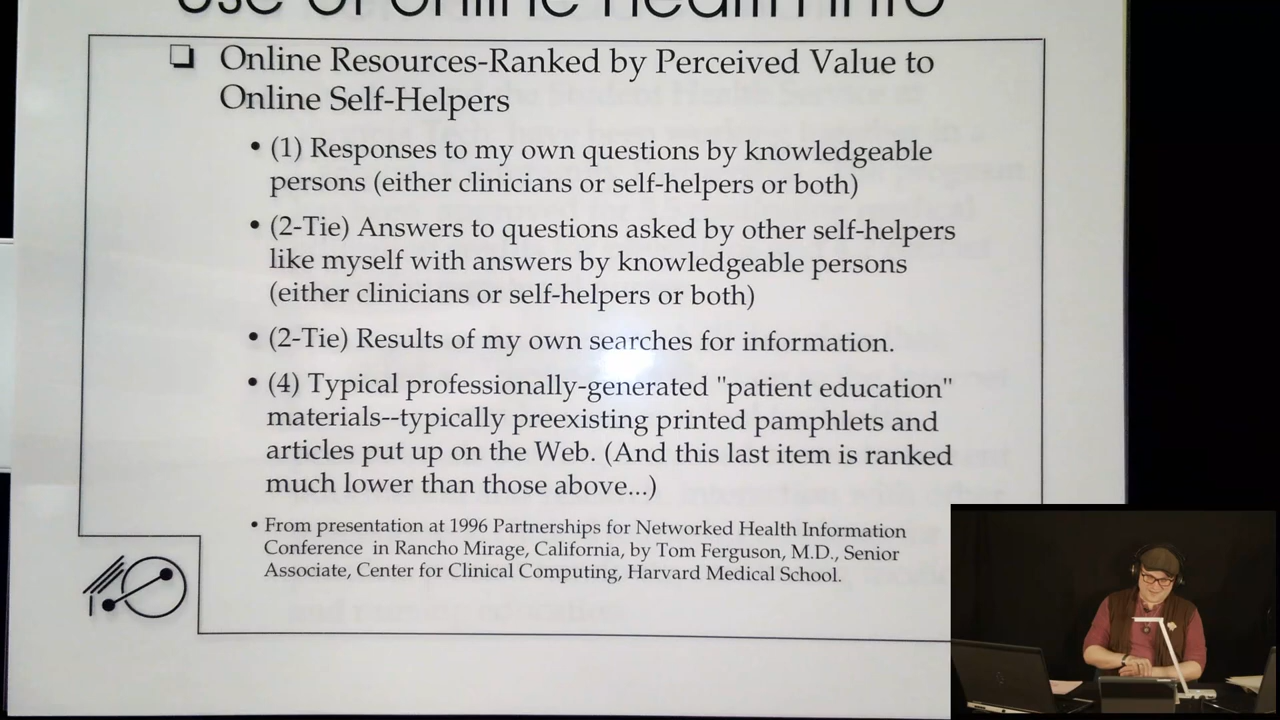 Use of Online Health Info
❑ Online Resources-Ranked by Perceived Value to
Online Self-Helpers
• (1) Responses to my own questions by knowledgeable
persons (either clinicians or self-helpers or both)
• (2-Tie) Answers to questions asked by other self-helpers
like myself with answers by knowledgeable persons
(either clinicians or self-helpers or both)
• (2-Tie) Results of my own searches for information.
• (4) Typical professionally-generated "patient education"
materials--typically preexisting printed pamphlets and
articles put up on the Web. (And this last item is ranked
much lower than those above...)
• From presentation at 1996 Partnerships for Networked Health Information
Conference in Rancho Mirage, California, by Tom Ferguson, M.D., Senior
Associate, Center for Clinical Computing, Harvard Medical School.